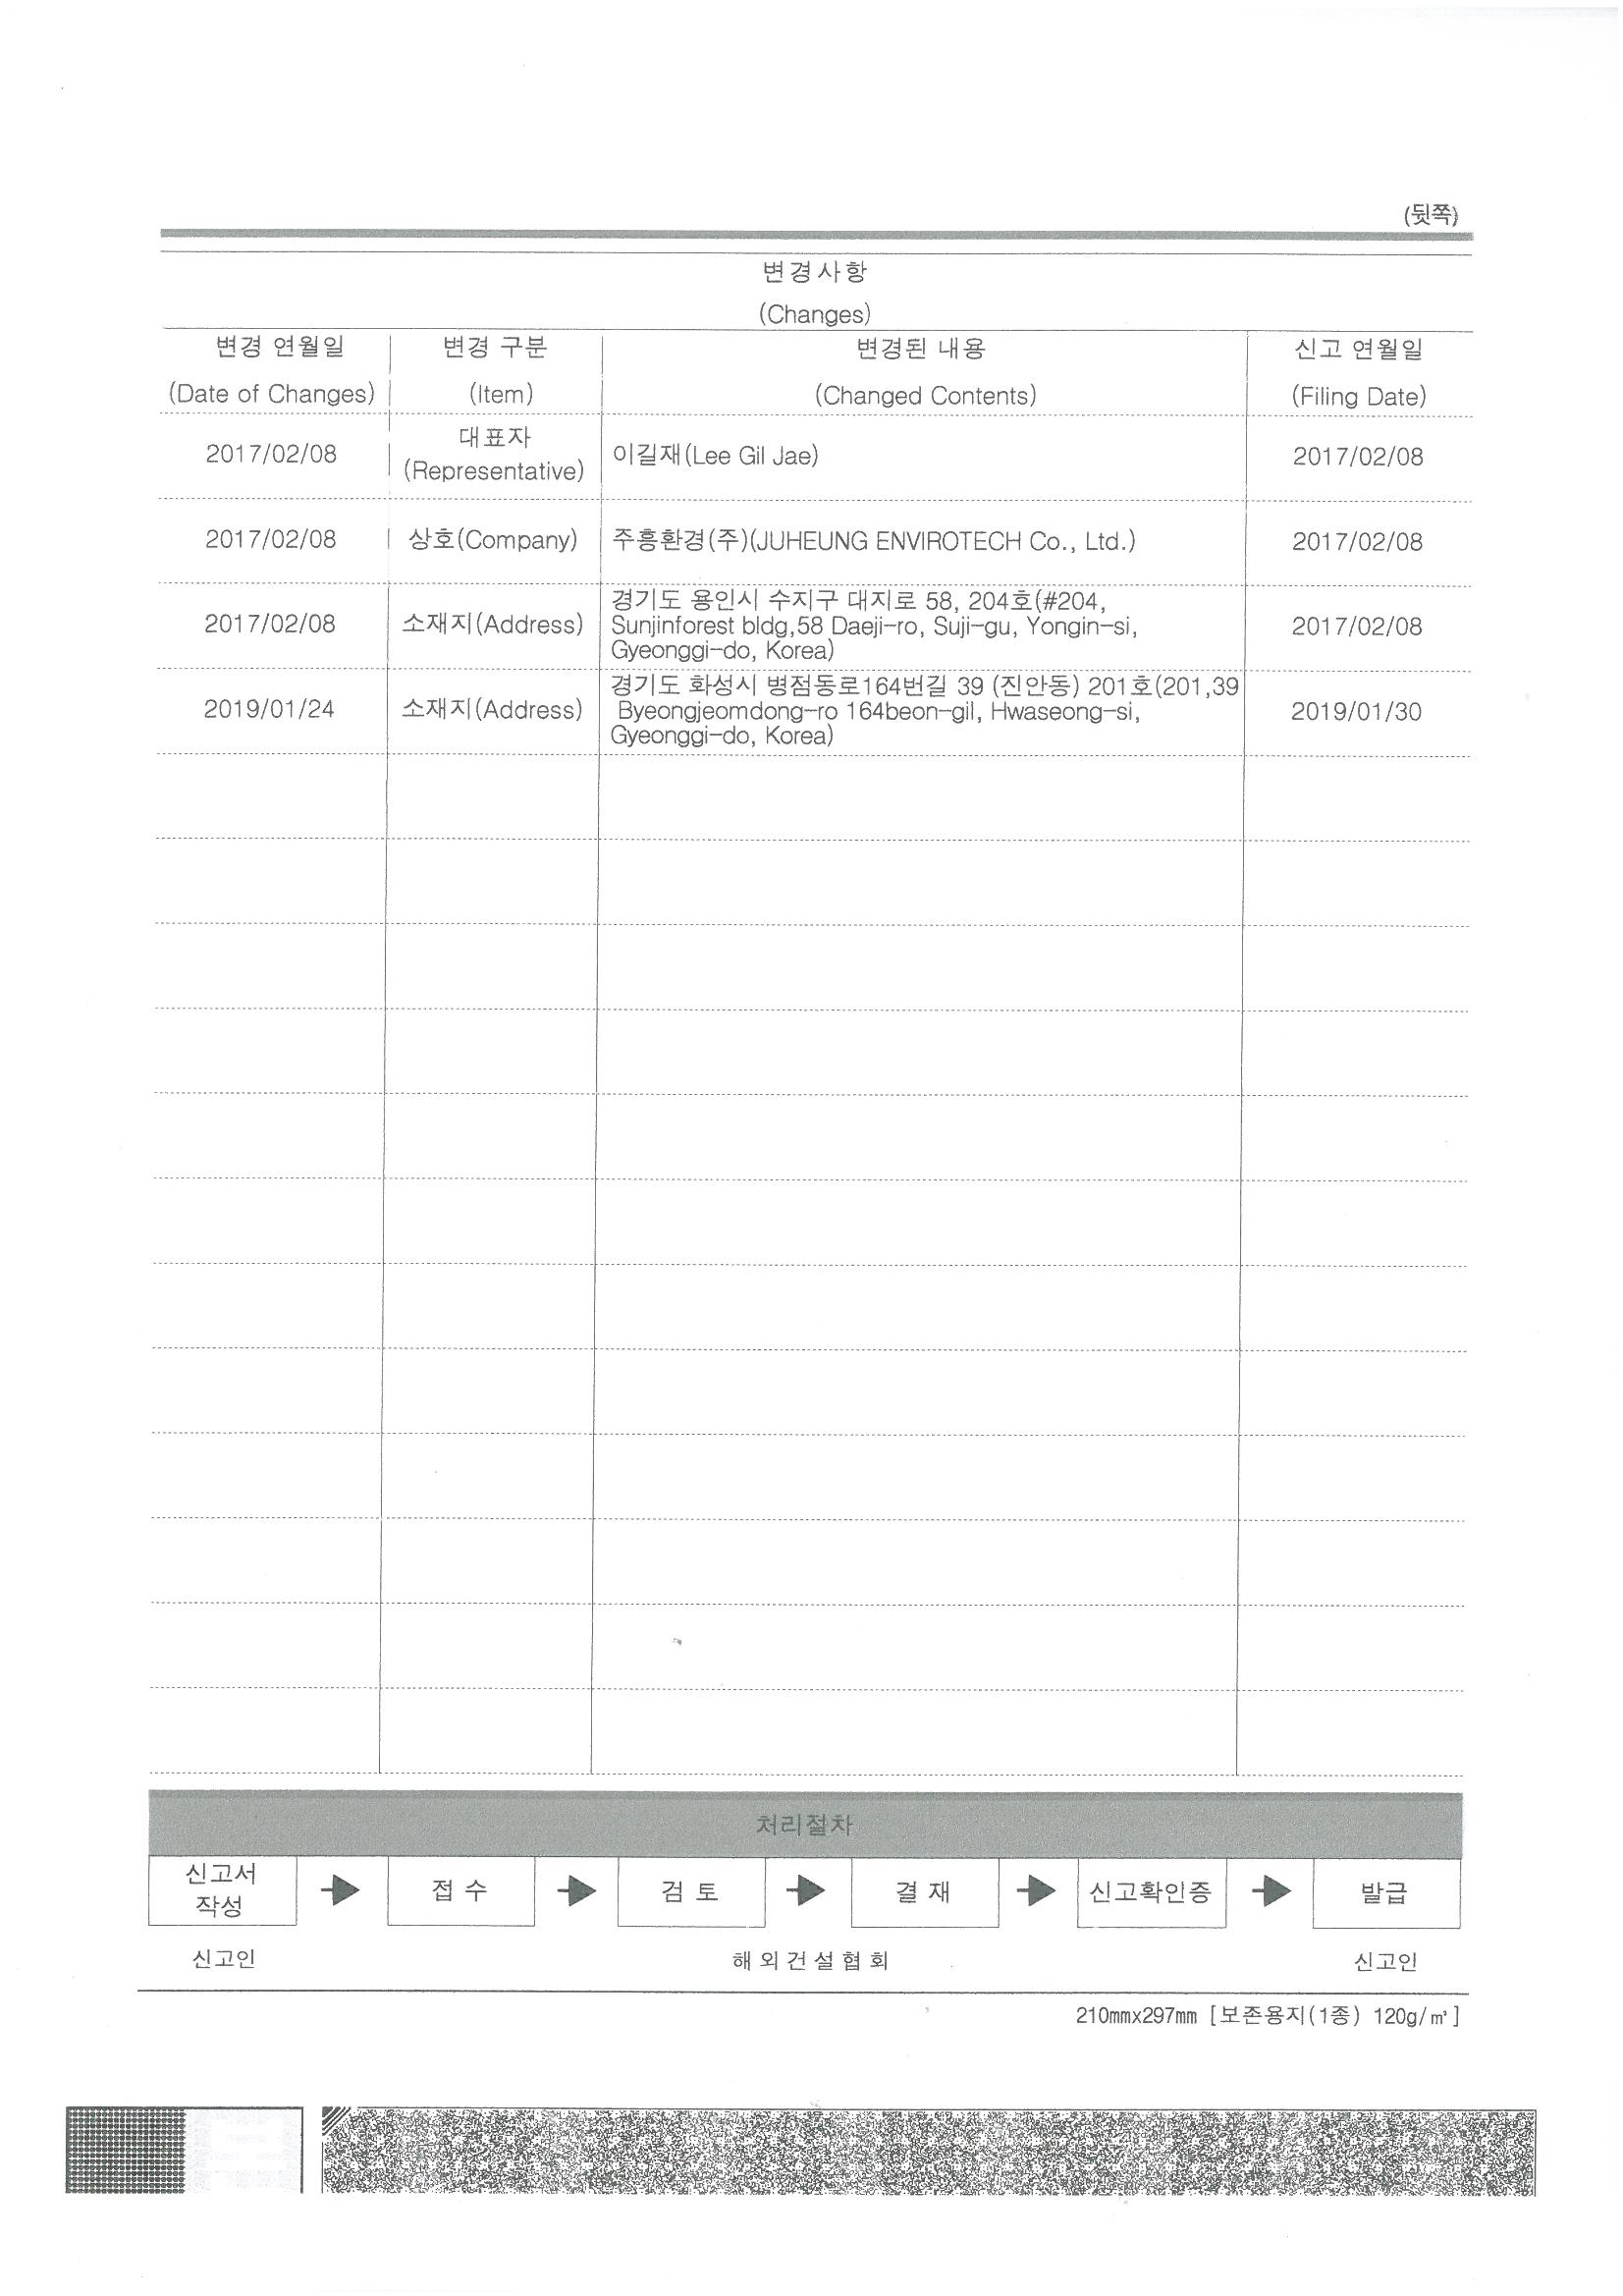 (뒷쪽)
변경사항
(Changes)
변경 연월일 변경 구분 변경된 내용 신고 연월일
(Date of Changes) (Item) (Changed Contents) (Filing Date)
2017/02/08 대표자 (Representative) 이길재(Lee Gil Jae) 2017/02/08
2017/02/08 상호(Company) 주흥환경(주)(JUHEUNG ENVIROTECH Co., Ltd.) 2017/02/08
경기도 용인시 수지구 대지로 58, 204호(#204,
2017/02/08 소재지(Address) Sunjinforest bldg,58 Daeji-ro, Suji-gu, Yongin-si, 2017/02/08
Gyeonggi-do, Korea)
경기도 화성시 병점동로164번길 39 (진안동) 201호(201,39
2019/01/24 소재지(Address) Byeongjeomdong-ro 164beon-gil, Hwaseong-si, 2019/01/30
Gyeonggi-do, Korea)
처리절차
신고서 작성 접 수 검 토 결 재 신고확인증 발급
신고인 해외건설협회 신고인
210mmx297mm [보존용지(1종) 120g/㎡]